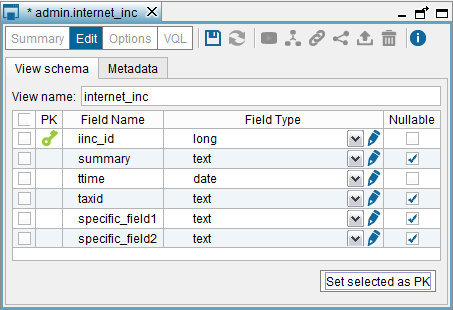 * admin.internet_inc
Summary Edit Options VQL
View schema Metadata
View name: internet_inc
PK Field Name Field Type Nullable
iinc_id long
summary text
ttime date
taxid text
specific_field1 text
specific_field2 text
Set selected as PK